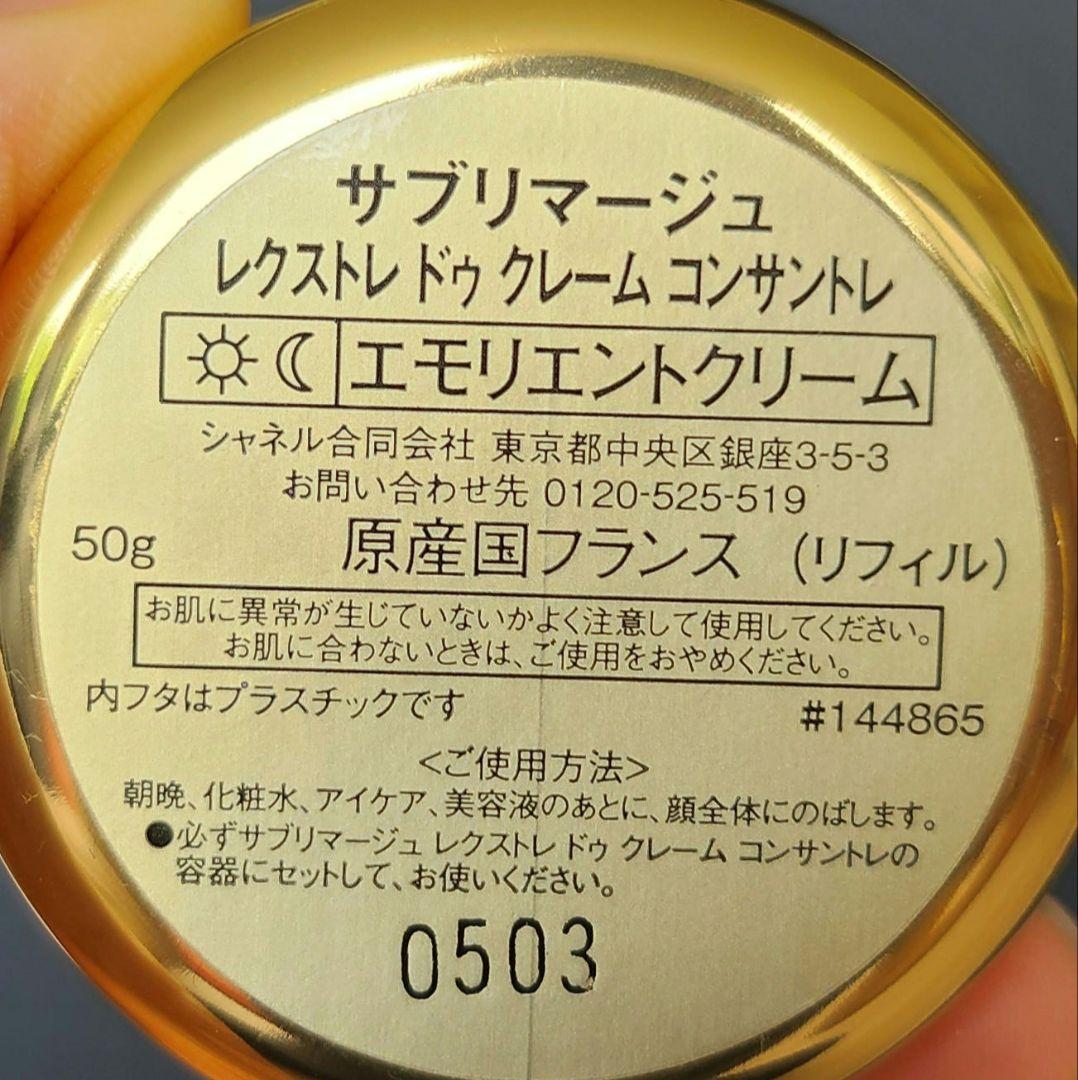 サブリマージュ
レクストレ ドゥ クレーム コンサントレ
エモリエントクリーム
シャネル合同会社 東京都中央区銀座3-5-3
お問い合わせ先 0120-525-519
50g 原産国フランス (リフィル)
お肌に異常が生じていないかよく注意して使用してください。
お肌に合わないときは、ご使用をおやめください。
内フタはプラスチックです #144865
<ご使用方法>
朝晩、化粧水、アイケア、美容液のあとに、顔全体にのばします。
●必ずサブリマージュ レクストレ ドゥ クレーム コンサントレの
容器にセットして、お使いください。
0503